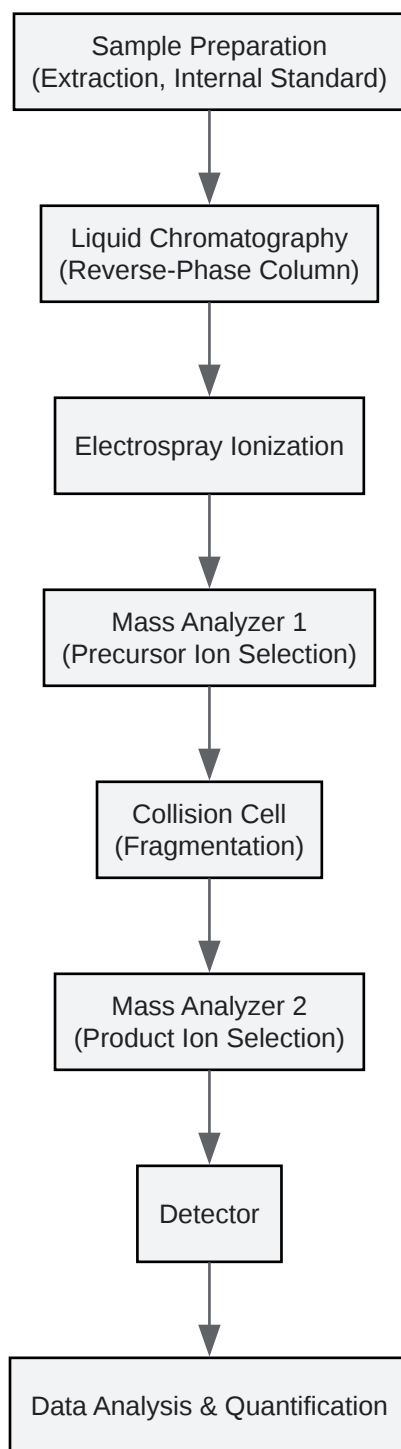 Sample Preparation
(Extraction, Internal Standard)
Liquid Chromatography
(Reverse-Phase Column)
Electrospray Ionization
Mass Analyzer 1
(Precursor Ion Selection)
Collision Cell
(Fragmentation)
Mass Analyzer 2
(Product Ion Selection)
Detector
Data Analysis & Quantification